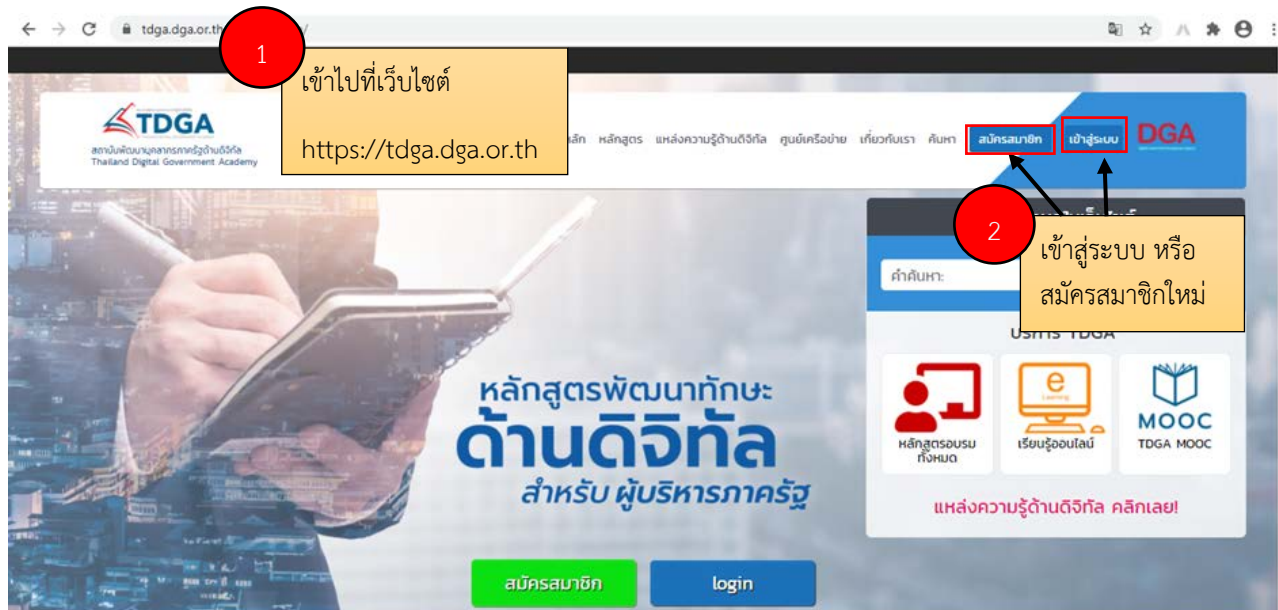 tdga.dga.or.th
1
เข้าไปที่เว็บไซต์
https://tdga.dga.or.th
TDGA
สถาบันพัฒนาบุคลากรภาครัฐด้านดิจิทัล
Thailand Digital Government Academy
หลักสูตร แหล่งความรู้ด้านดิจิทัล ศูนย์เครือข่าย เกี่ยวกับเรา ค้นหา สมัครสมาชิก เข้าสู่ระบบ DGA
2
เข้าสู่ระบบ หรือ
สมัครสมาชิกใหม่
คำค้นหา:
บริการ TDGA
หลักสูตรอบรม
ทั้งหมด
e
Learning
เรียนรู้ออนไลน์
MOOC
TDGA MOOC
แหล่งความรู้ด้านดิจิทัล คลิกเลย!
หลักสูตรพัฒนาทักษะ
ด้านดิจิทัล
สำหรับ ผู้บริหารภาครัฐ
สมัครสมาชิก login